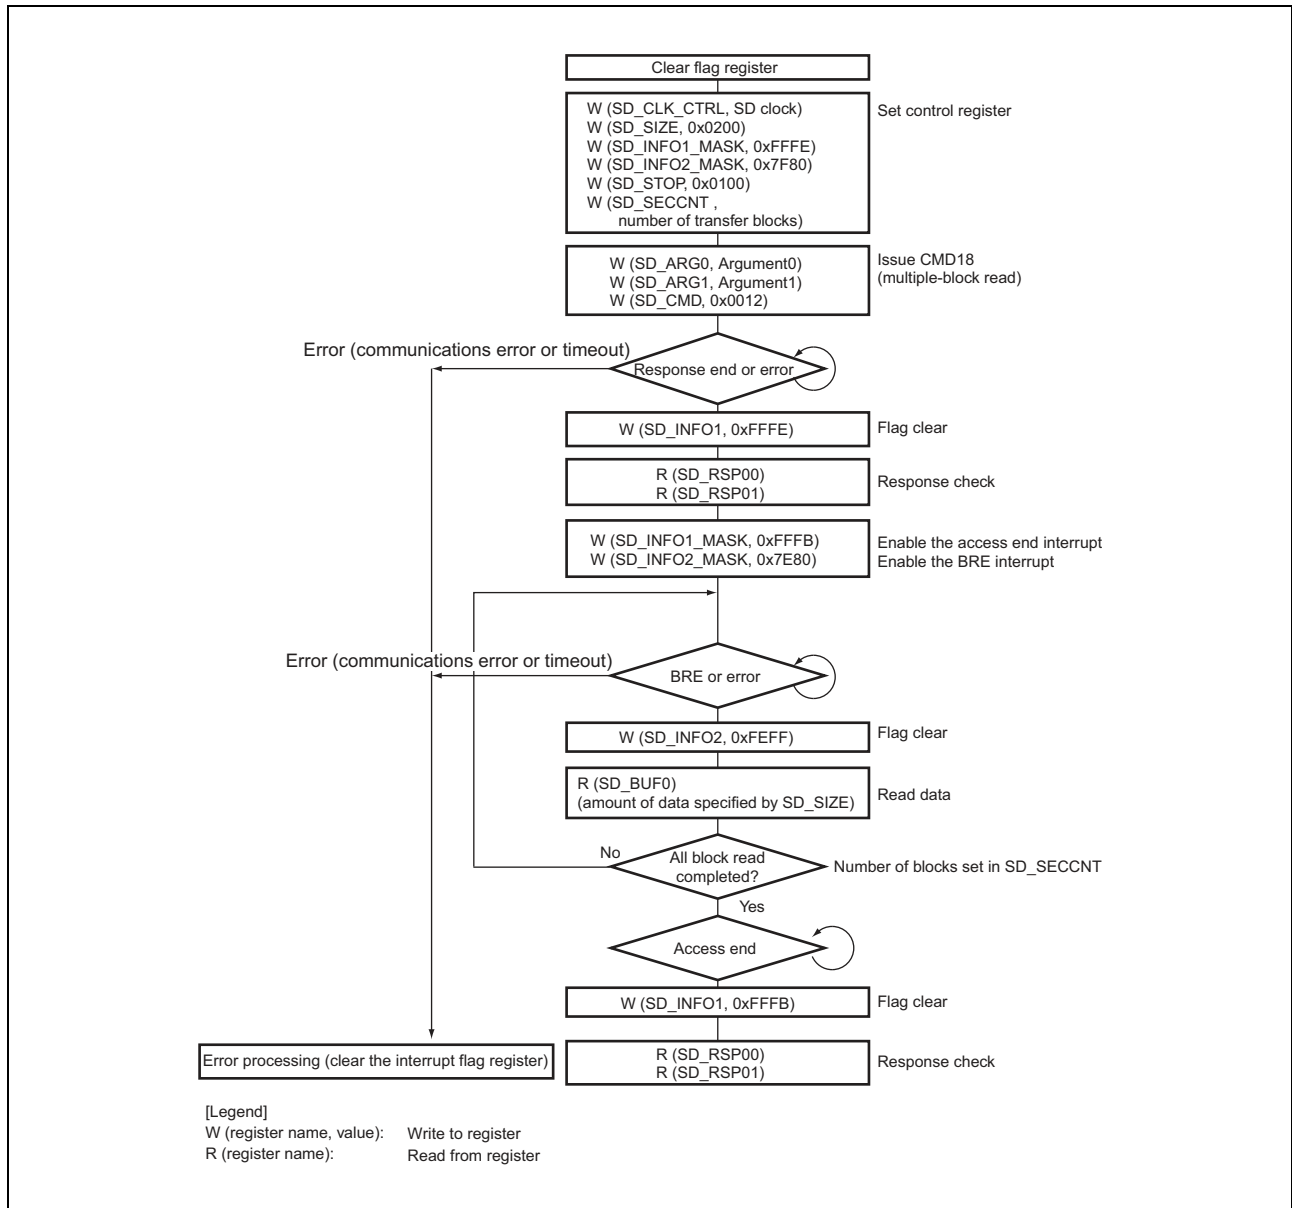 Clear flag register
W (SD_CLK_CTRL, SD clock)
W (SD_SIZE, 0x0200)
W (SD_INFO1_MASK, 0xFFFE)
W (SD_INFO2_MASK, 0x7F80)
W (SD_STOP, 0x0100)
W (SD_SECCNT ,
number of transfer blocks)
Set control register
W (SD_ARG0, Argument0)
W (SD_ARG1, Argument1)
W (SD_CMD, 0x0012)
Issue CMD18
(multiple-block read)
Error (communications error or timeout)
Response end or error
W (SD_INFO1, 0xFFFE)
Flag clear
R (SD_RSP00)
R (SD_RSP01)
Response check
W (SD_INFO1_MASK, 0xFFFB)
W (SD_INFO2_MASK, 0x7E80)
Enable the access end interrupt
Enable the BRE interrupt
Error (communications error or timeout)
BRE or error
W (SD_INFO2, 0xFEFF)
Flag clear
R (SD_BUF0)
(amount of data specified by SD_SIZE)
Read data
No
All block read
completed?
Number of blocks set in SD_SECCNT
Yes
Access end
W (SD_INFO1, 0xFFFB)
Flag clear
Error processing (clear the interrupt flag register)
R (SD_RSP00)
R (SD_RSP01)
Response check
[Legend]
W (register name, value): Write to register
R (register name): Read from register